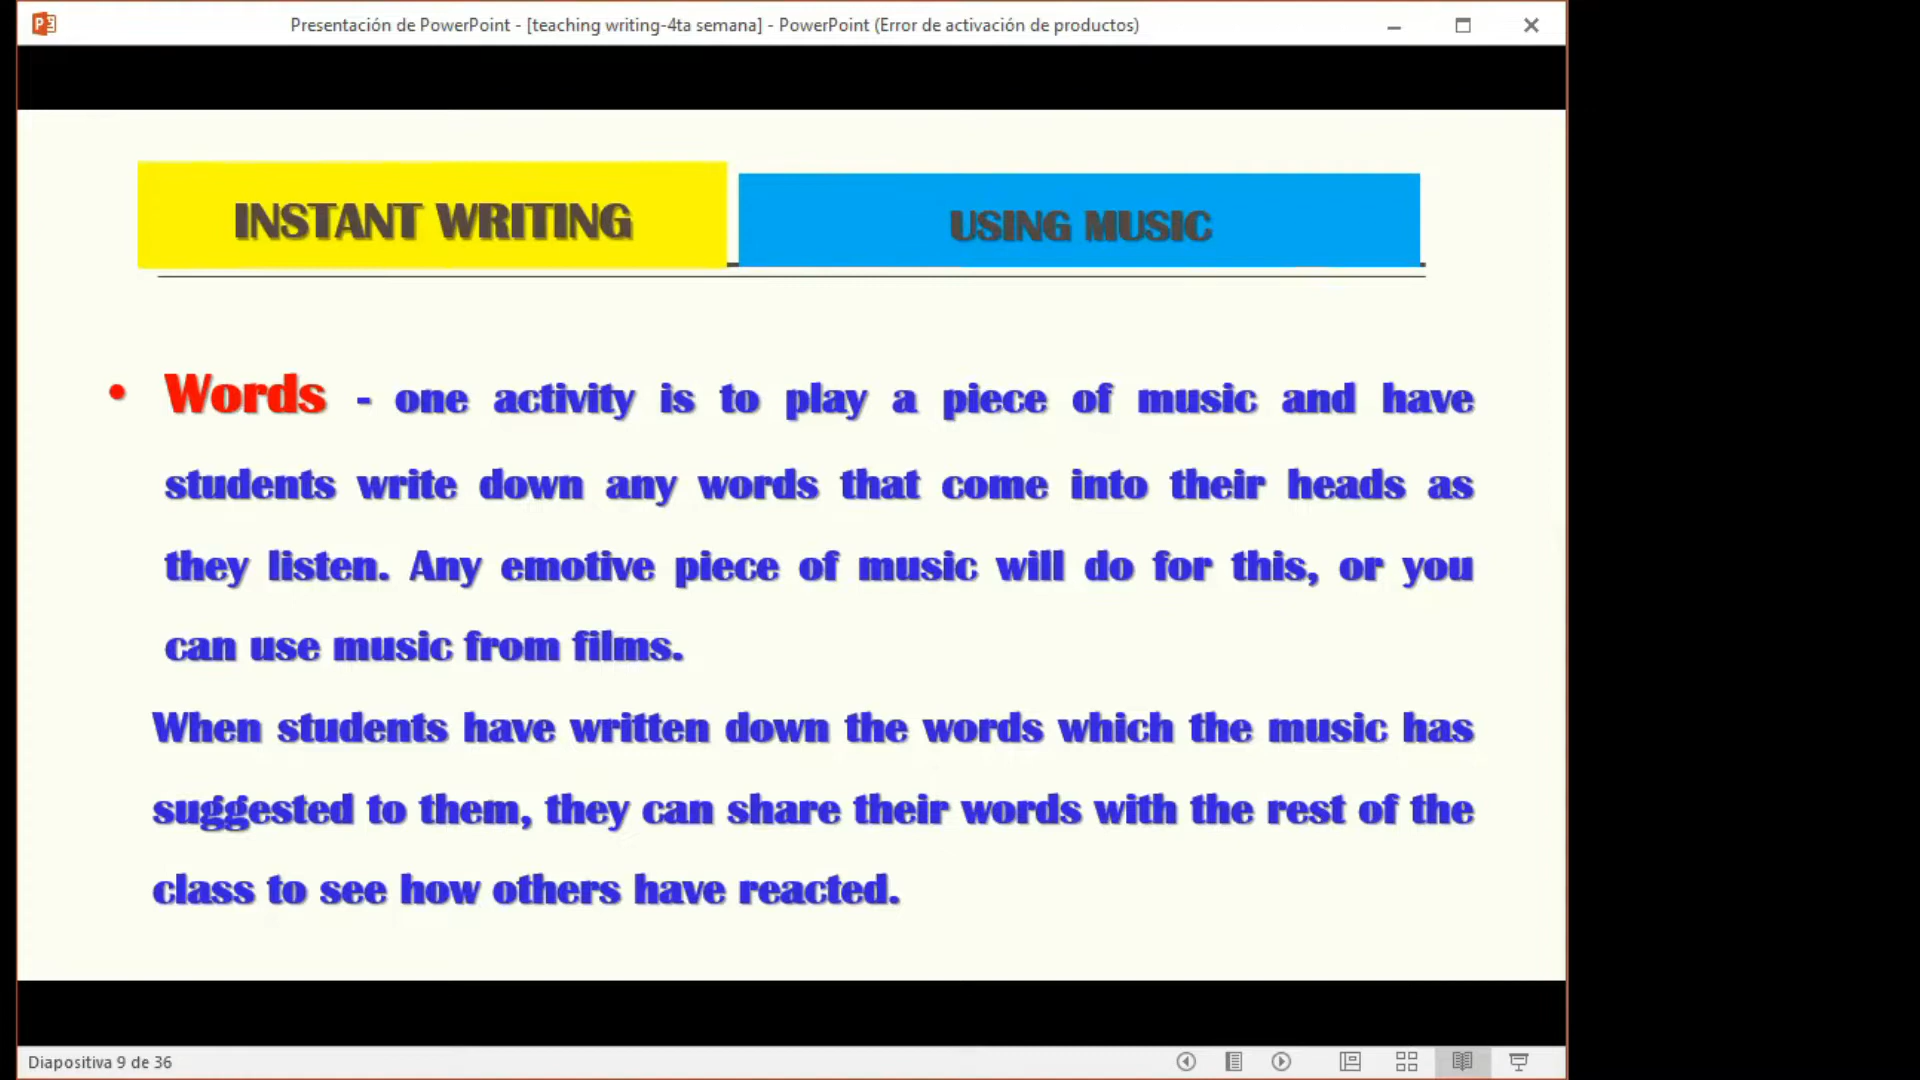 Presentación de PowerPoint - [teaching writing-4ta semana] - PowerPoint (Error de activación de productos)
INSTANT WRITING
USING MUSIC
• Words - one activity is to play a piece of music and have
students write down any words that come into their heads as
they listen. Any emotive piece of music will do for this, or you
can use music from films.
When students have written down the words which the music has
suggested to them, they can share their words with the rest of the
class to see how others have reacted.
Diapositiva 9 de 36